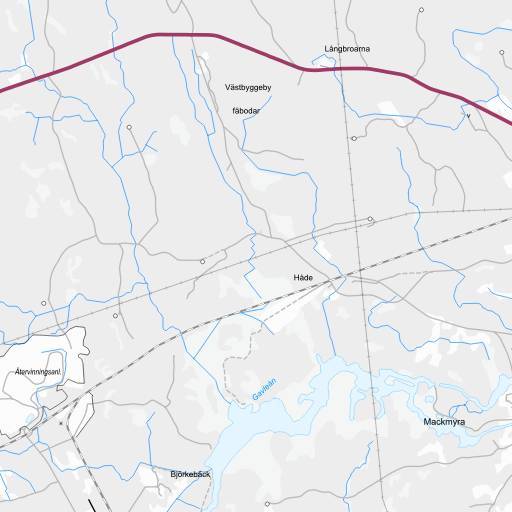 Långbroarna
Västbyggeby
fäbodar
v
Håde
Återvinningsanl.
Gavleån
Mackmyra
Björkebäck